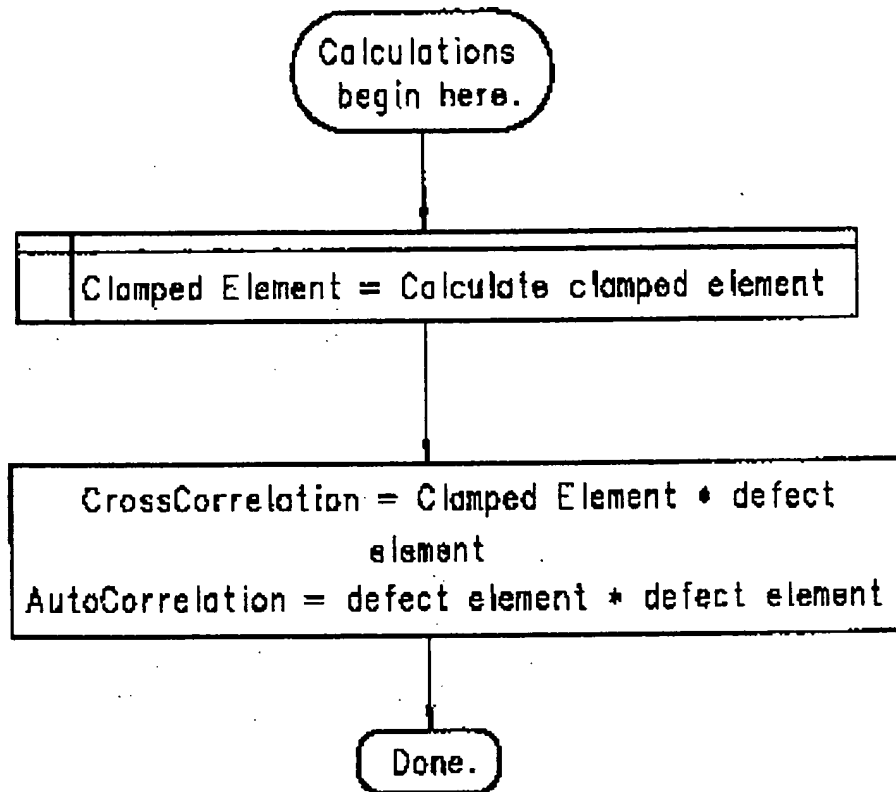 Calculations
begin here.
Clamped Element = Calculate clamped element
CrossCorrelation = Clamped Element * defect
element
AutoCorrelation = defect element * defect element
Done.